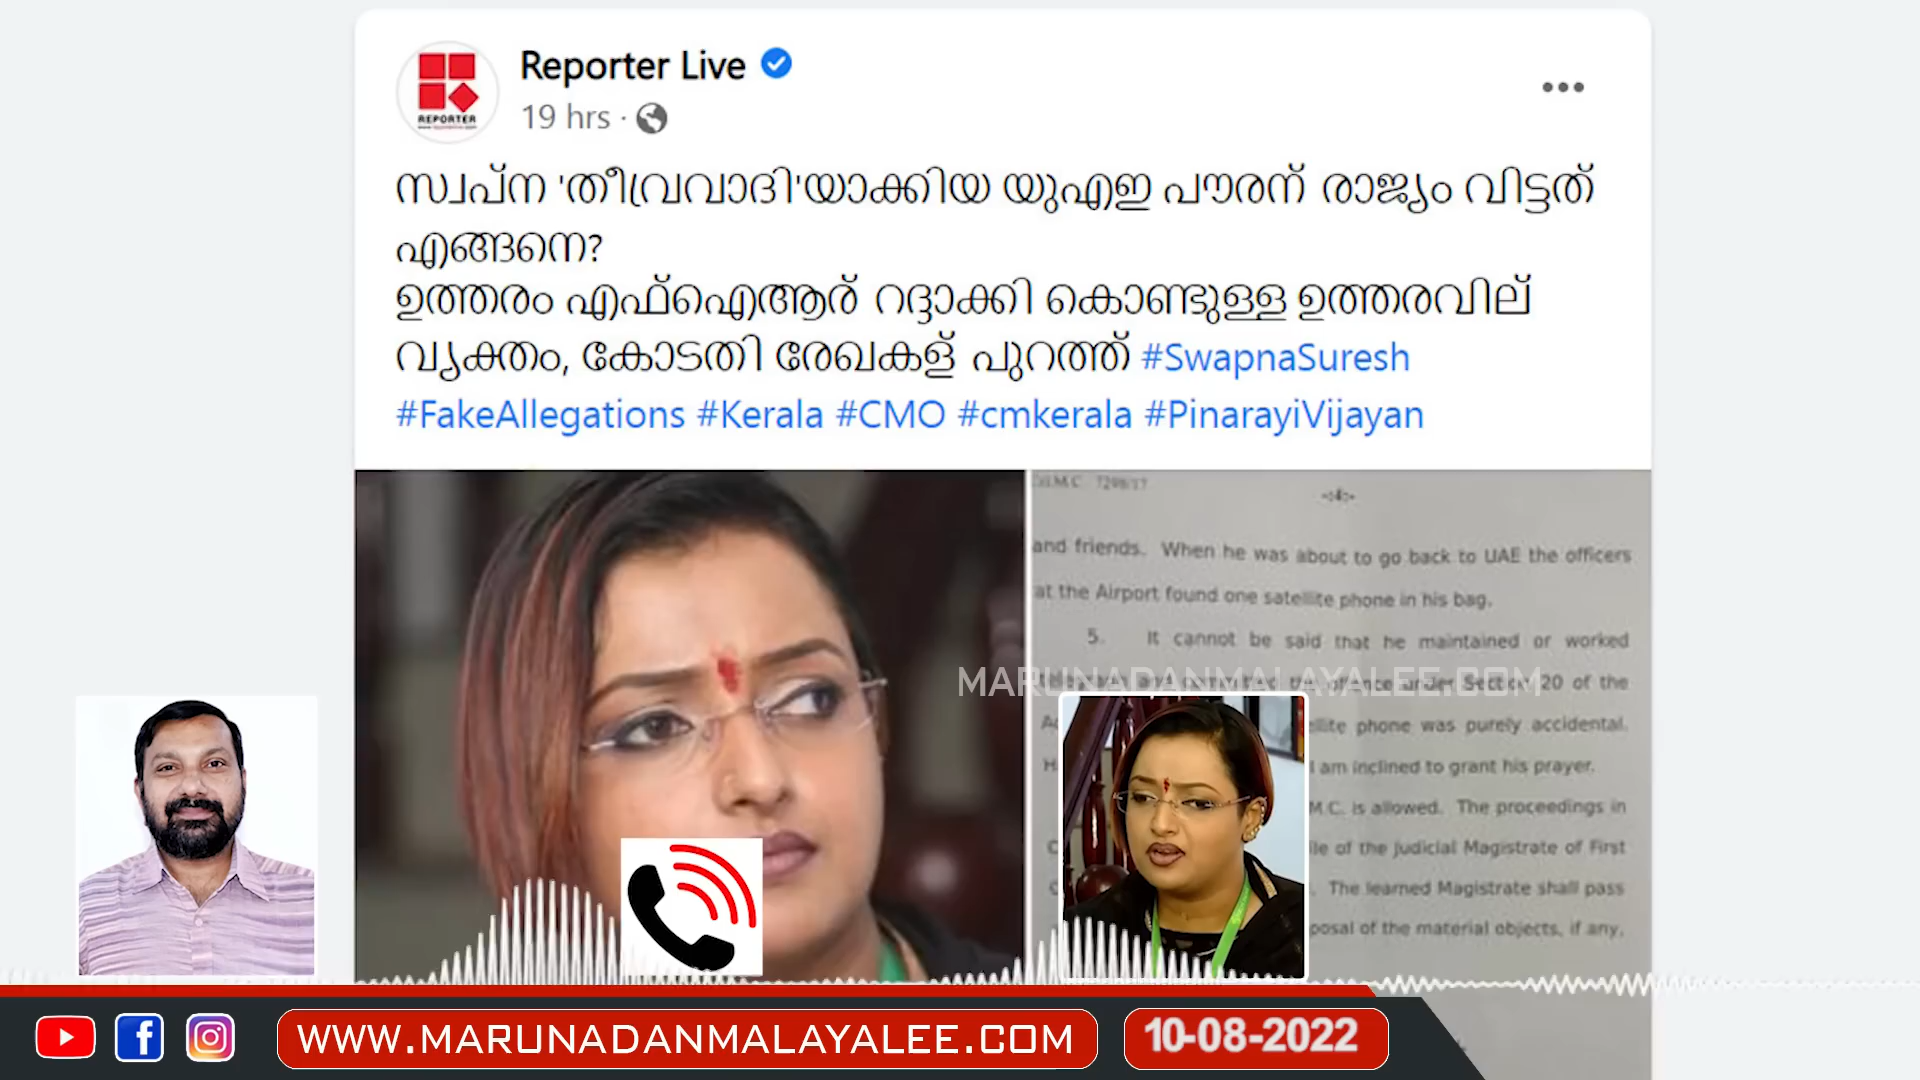 Reporter Live
19 hrs ·
REPORTER
സ്വപ്ന 'തീവ്രവാദി'യാക്കിയ യുഎഇ പൗരന് രാജ്യം വിട്ടത്
എങ്ങനെ?
ഉത്തരം എഫ്ഐആര് റദ്ദാക്കി കൊണ്ടുള്ള ഉത്തരവില്
വ്യക്തം, കോടതി രേഖകള് പുറത്ത് #SwapnaSuresh
#FakeAllegations #Kerala #CMO #cmkerala #PinarayiVijayan
-:4:-
and friends. When he was about to go back to UAE the officers
at the Airport found one satellite phone in his bag.
5. It cannot be said that he maintained or worked
offence under Section 20 of the
MARUNADANMALAYALEE.COM
phone was purely accidental.
I am inclined to grant his prayer.
M.C. is allowed. The proceedings in
of the Judicial Magistrate of First
The learned Magistrate shall pass
of the material objects, if any,
WWW.MARUNADANMALAYALEE.COM
10-08-2022